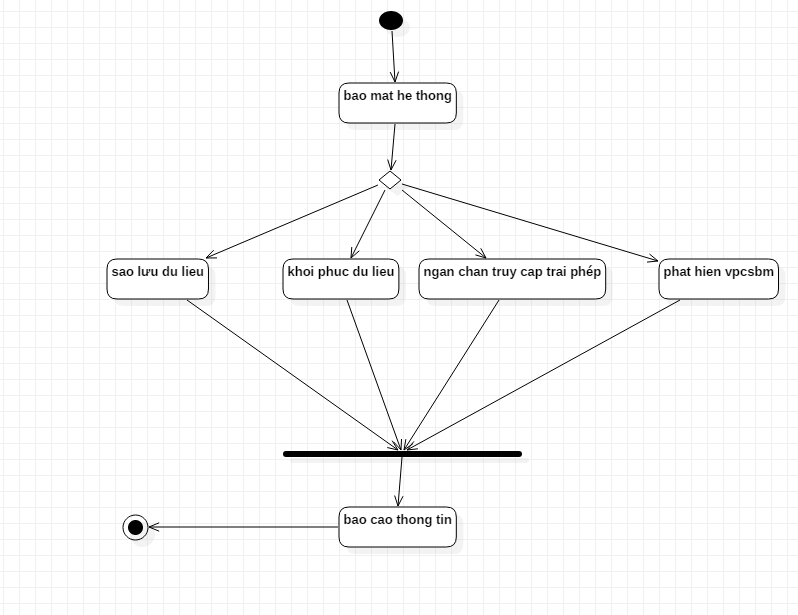 bao mat he thong
sao lưu du lieu
khoi phuc du lieu
ngan chan truy cap trai phép
phat hien vpcsbm
bao cao thong tin